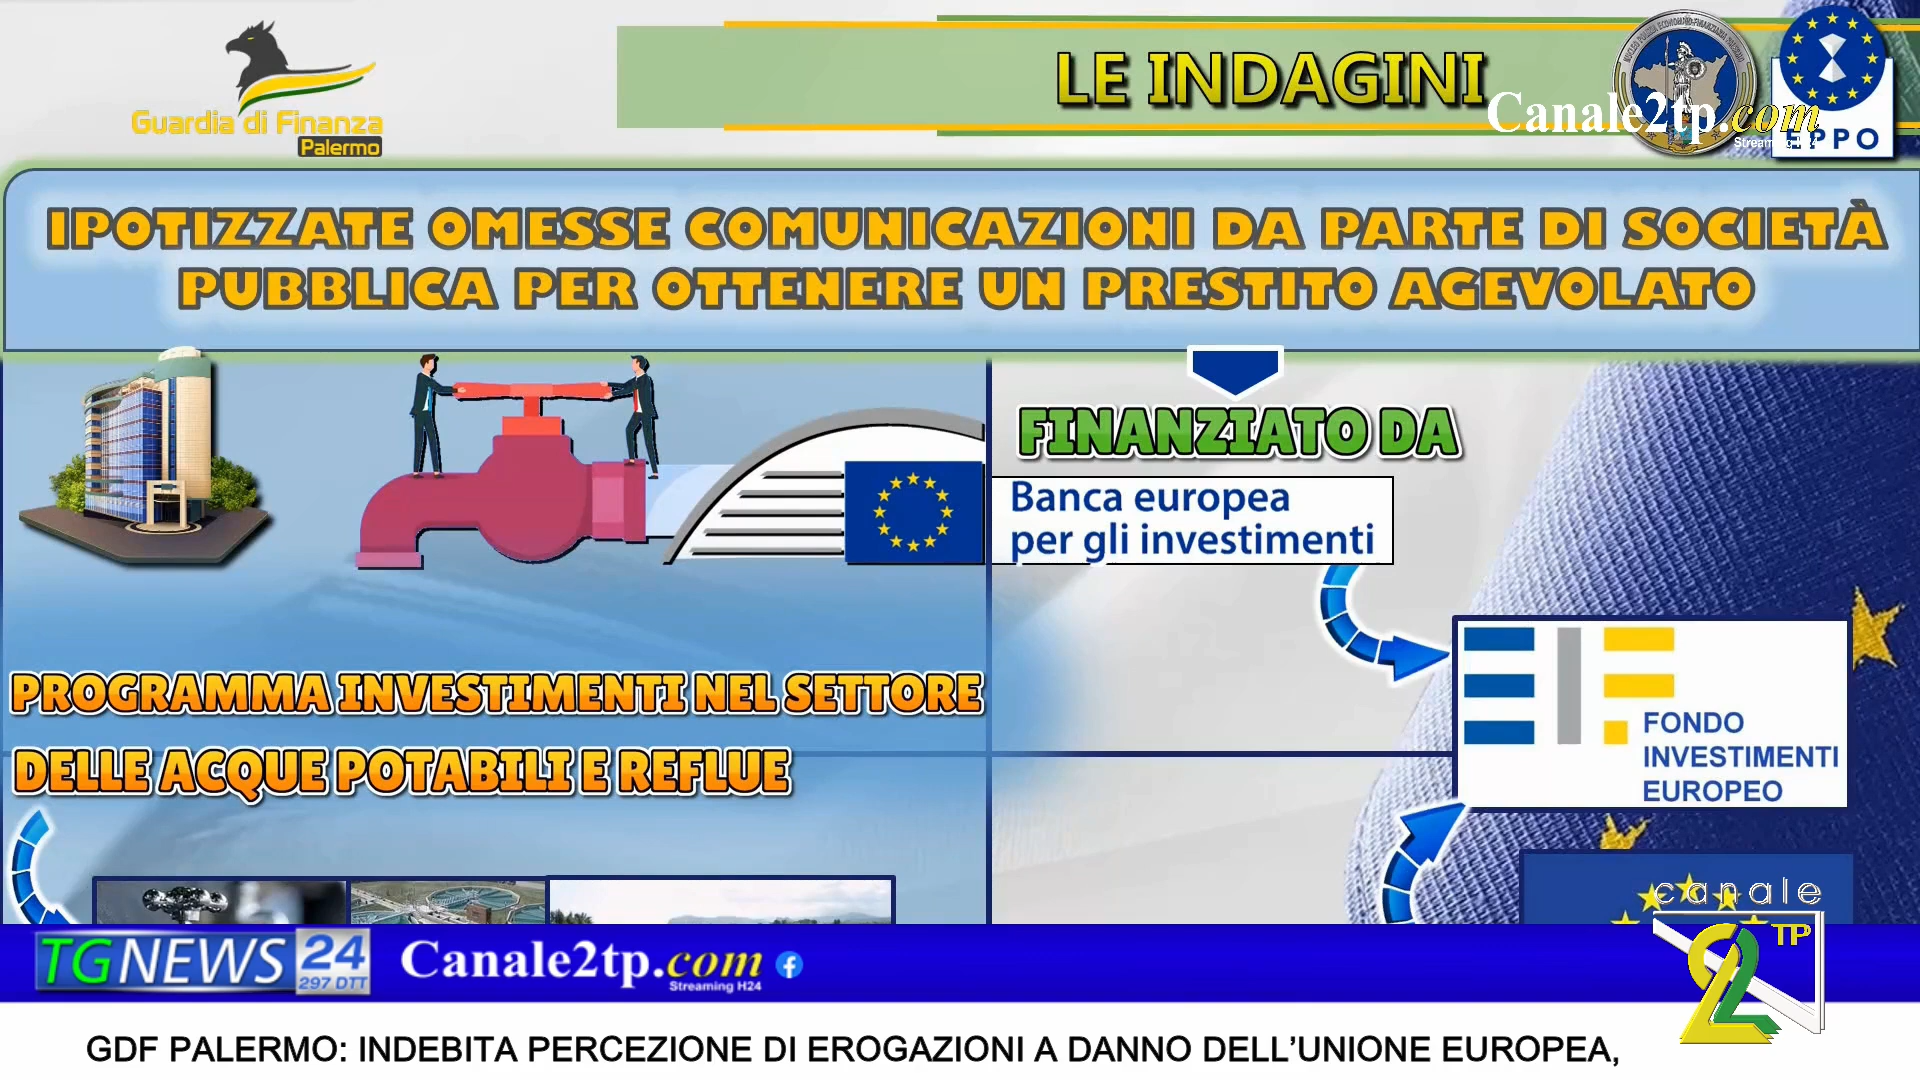 Guardia di Finanza
Palermo
LE INDAGINI
Canale2tp.com
EPPO
IPOTIZZATE OMESSE COMUNICAZIONI DA PARTE DI SOCIETÀ
PUBBLICA PER OTTENERE UN PRESTITO AGEVOLATO
FINANZIATO DA
Banca europea
per gli investimenti
FONDO
INVESTIMENTI
EUROPEO
PROGRAMMA INVESTIMENTI NEL SETTORE
DELLE ACQUE POTABILI E REFLUE
canale
2 TP
TGNEWS 24
297 DTT
Canale2tp.com
Streaming H24
GDF PALERMO: INDEBITA PERCEZIONE DI EROGAZIONI A DANNO DELL’UNIONE EUROPEA,